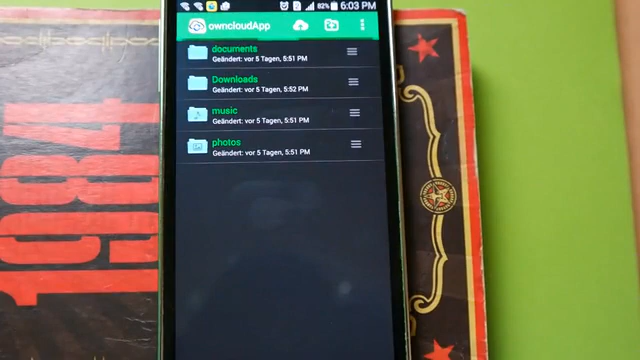 82% 6:03 PM
owncloudApp
documents
Geändert: vor 5 Tagen, 5:51 PM
Downloads
Geändert: vor 5 Tagen, 5:52 PM
music
Geändert: vor 5 Tagen, 5:51 PM
photos
Geändert: vor 5 Tagen, 5:51 PM
1984